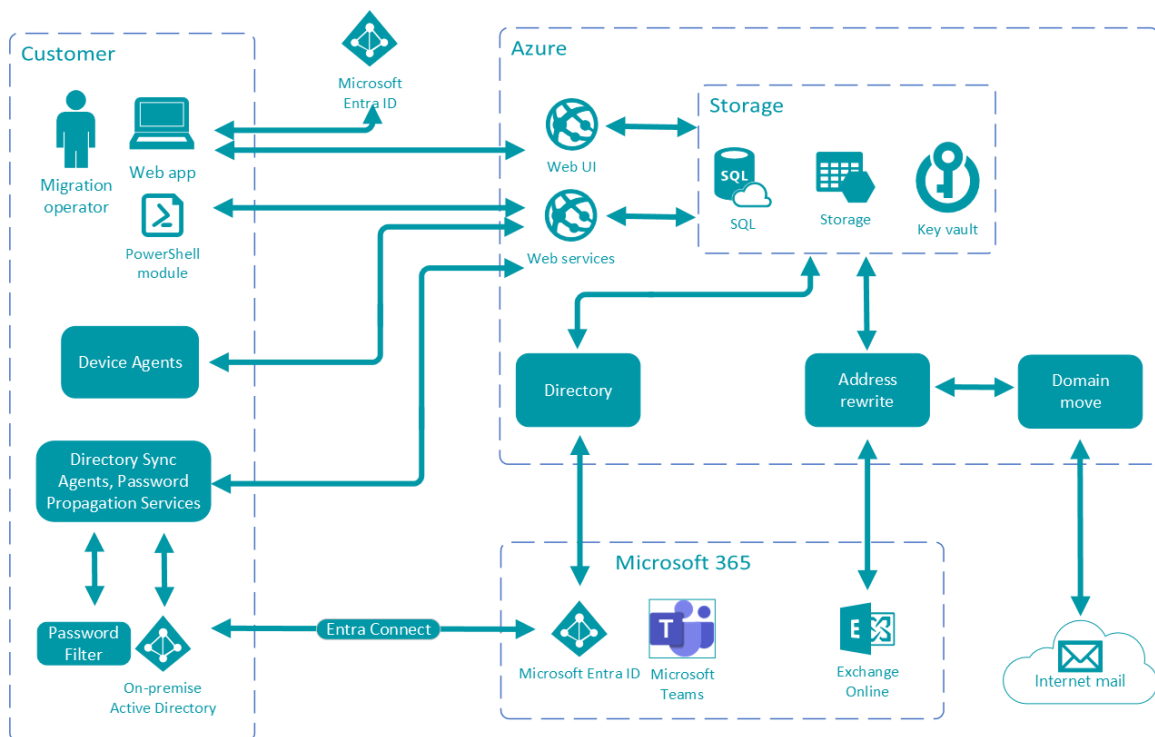 Customer
Migration
operator
Web app
PowerShell
module
Device Agents
Directory Sync
Agents, Password
Propagation Services
Password
Filter
On-premise
Active Directory
Microsoft
Entra ID
Entra Connect
Azure
Web UI
Web services
Storage
SQL
SQL
Storage
Key vault
Directory
Address
rewrite
Domain
move
Microsoft 365
Microsoft Entra ID
T
Microsoft
Teams
E
Exchange
Online
Internet mail